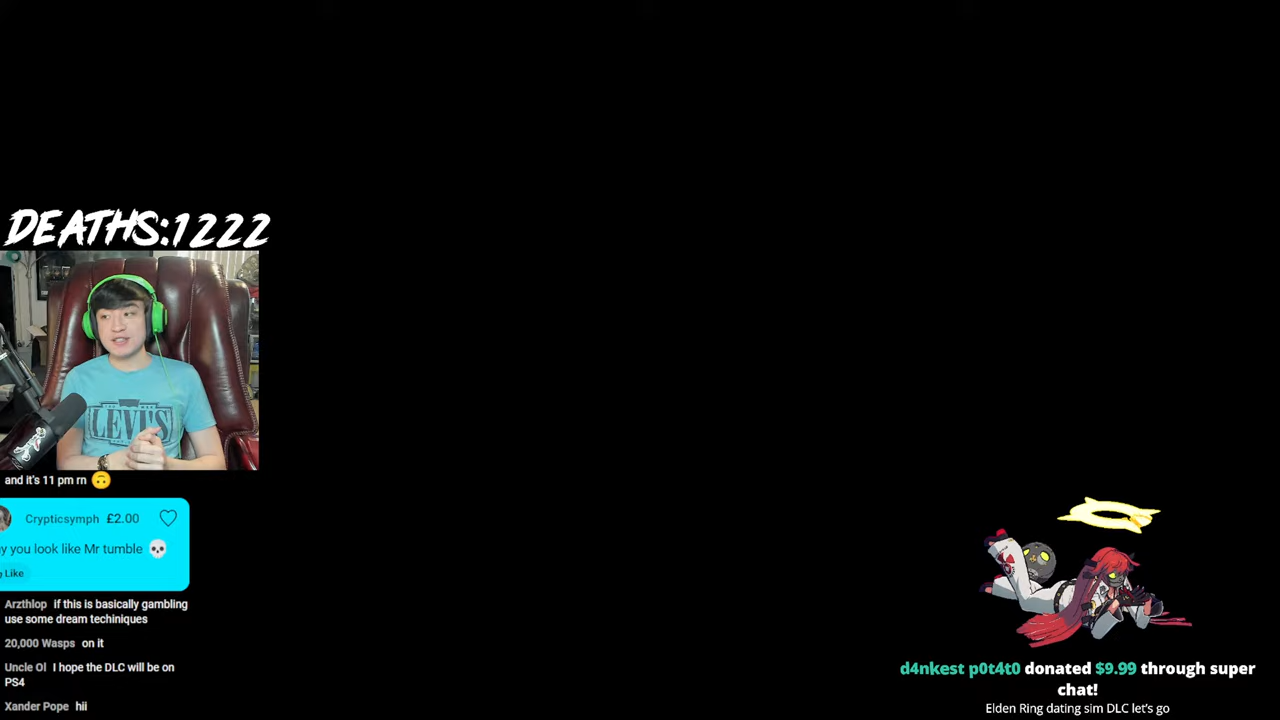 DEATHS:1222
LEVI'S
and it's 11 pm rn 🙃
Crypticsymph £2.00
y you look like Mr tumble 💀
Like
Arzthlop if this is basically gambling
use some dream techiniques
20,000 Wasps on it
Uncle Ol I hope the DLC will be on
PS4
Xander Pope hii
d4nkest p0t4t0 donated $9.99 through super
chat!
Elden Ring dating sim DLC let's go